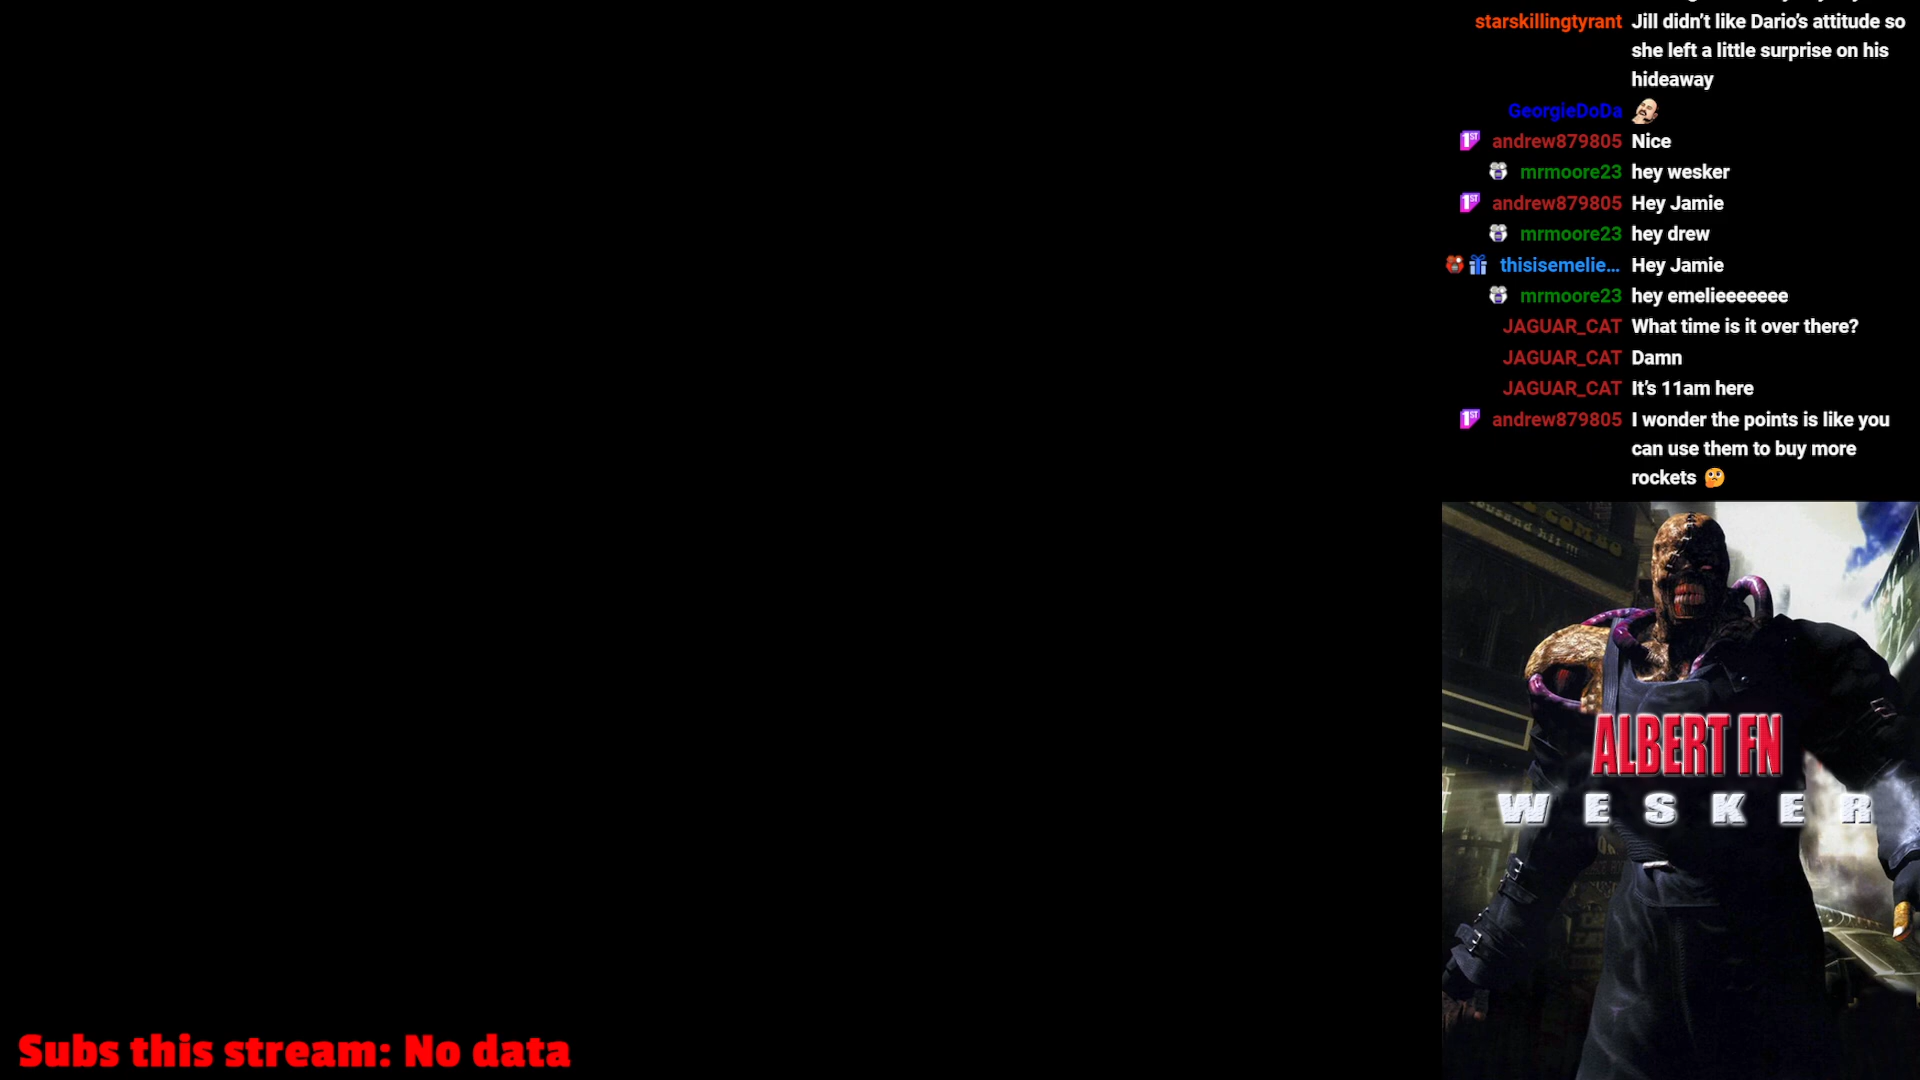 starskillingtyrant Jill didn’t like Dario’s attitude so
she left a little surprise on his
hideaway
GeorgieDoDa
andrew879805 Nice
mrmoore23 hey wesker
andrew879805 Hey Jamie
mrmoore23 hey drew
thisisemelie… Hey Jamie
mrmoore23 hey emelieeeeeee
JAGUAR_CAT What time is it over there?
JAGUAR_CAT Damn
JAGUAR_CAT It’s 11am here
andrew879805 I wonder the points is like you
can use them to buy more
rockets 🤔
COMBO
ALBERT FN
WESKER
Subs this stream: No data